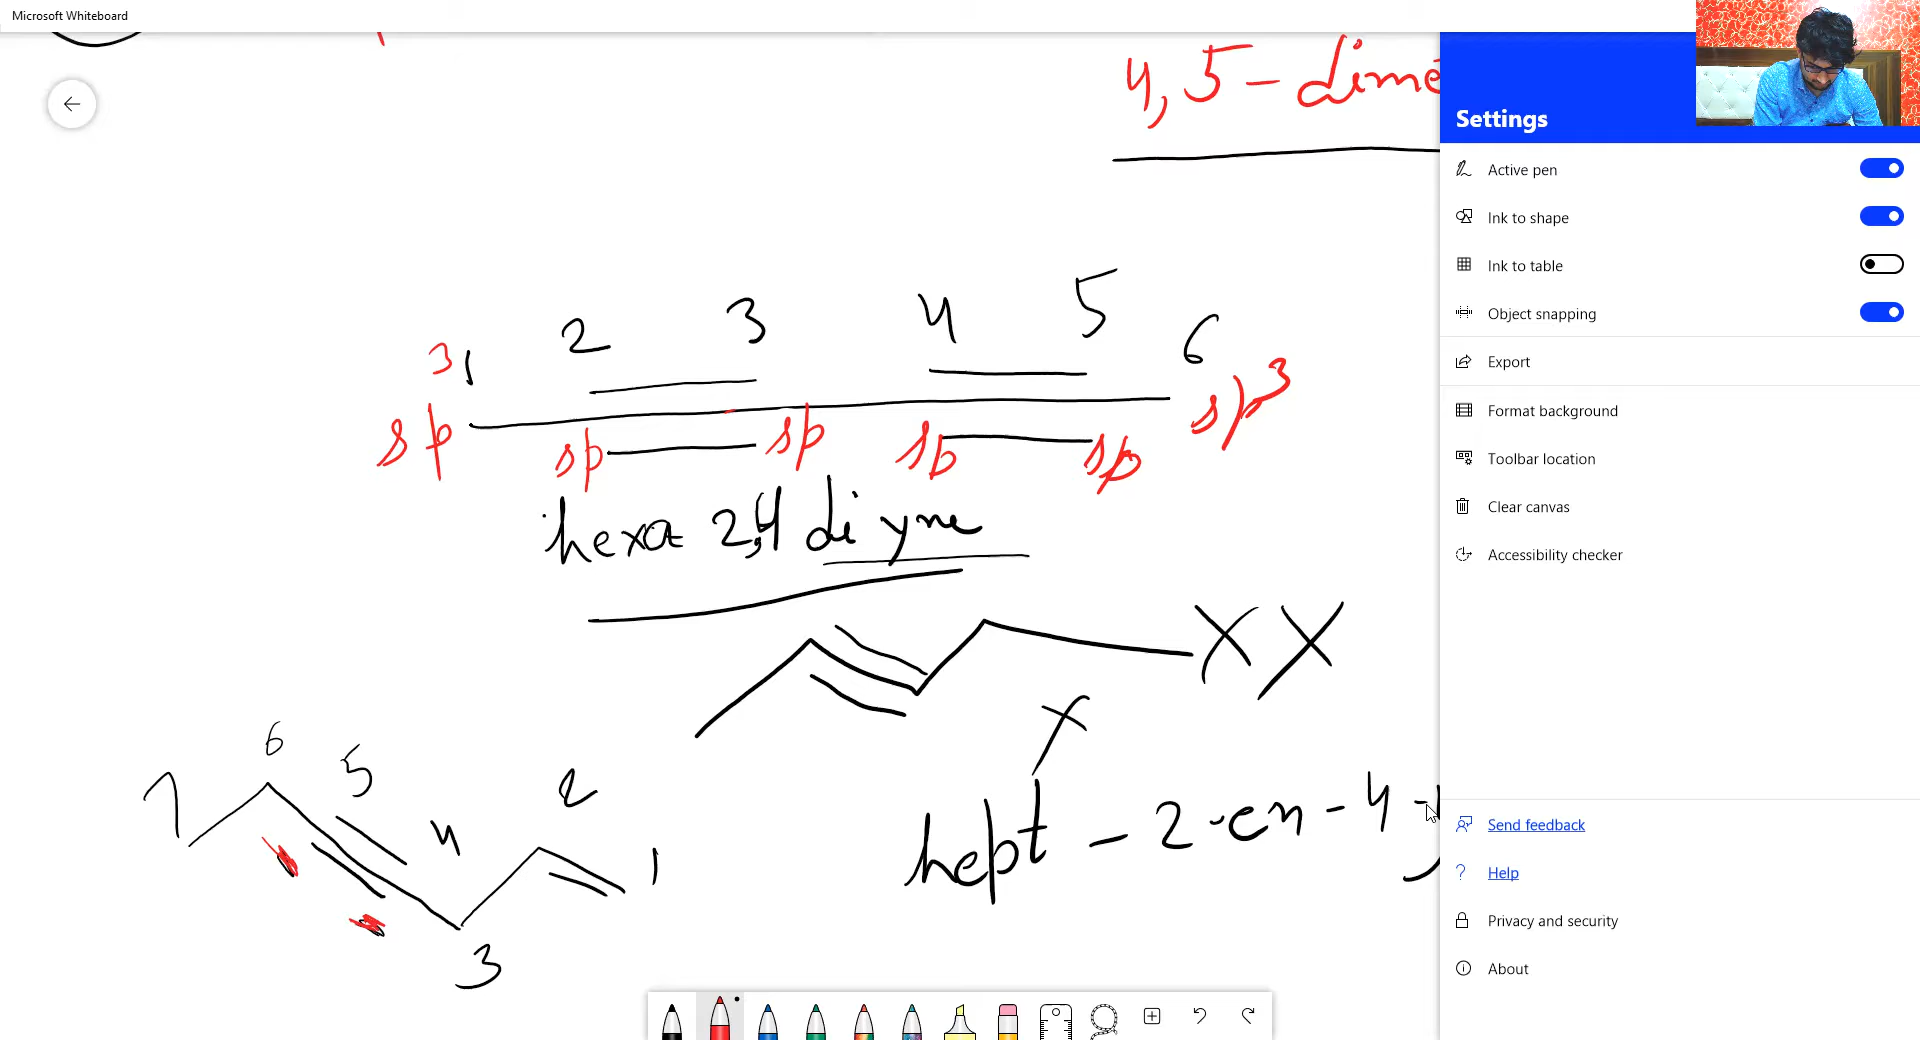 Microsoft Whiteboard
4,5 - dime
Settings
Active pen
Ink to shape
Ink to table
Object snapping
Export
Format background
Toolbar location
Clear canvas
Accessibility checker
1 2 3 4 5 6
sp3 sp sp sp sp sp3
hexa 2,4 di yne
X X
x
7 6 5 4 3 2 1
hept - 2-en - 4 - y
Send feedback
Help
Privacy and security
About